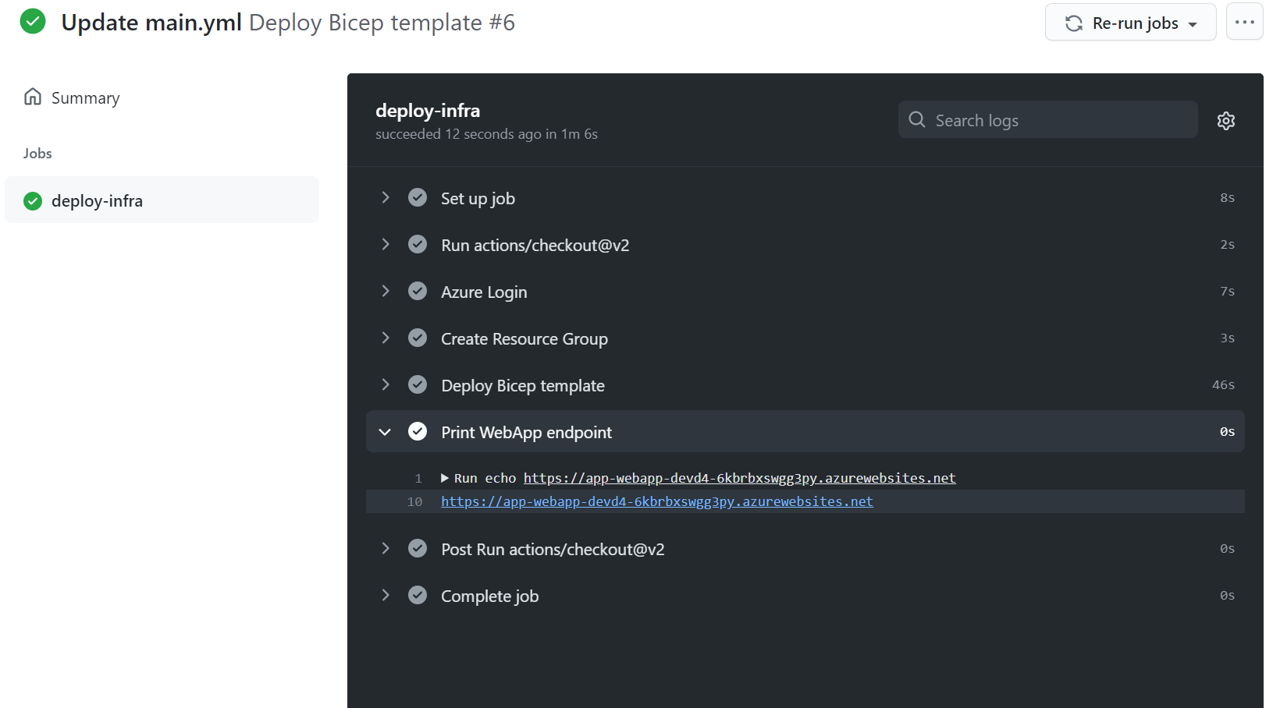 Update main.yml Deploy Bicep template #6
Re-run jobs
Summary
Jobs
deploy-infra
deploy-infra
succeeded 12 seconds ago in 1m 6s
Search logs
Set up job 8s
Run actions/checkout@v2 2s
Azure Login 7s
Create Resource Group 3s
Deploy Bicep template 46s
Print WebApp endpoint 0s
1 Run echo https://app-webapp-devd4-6kbrbxswgg3py.azurewebsites.net
10 https://app-webapp-devd4-6kbrbxswgg3py.azurewebsites.net
Post Run actions/checkout@v2 0s
Complete job 0s